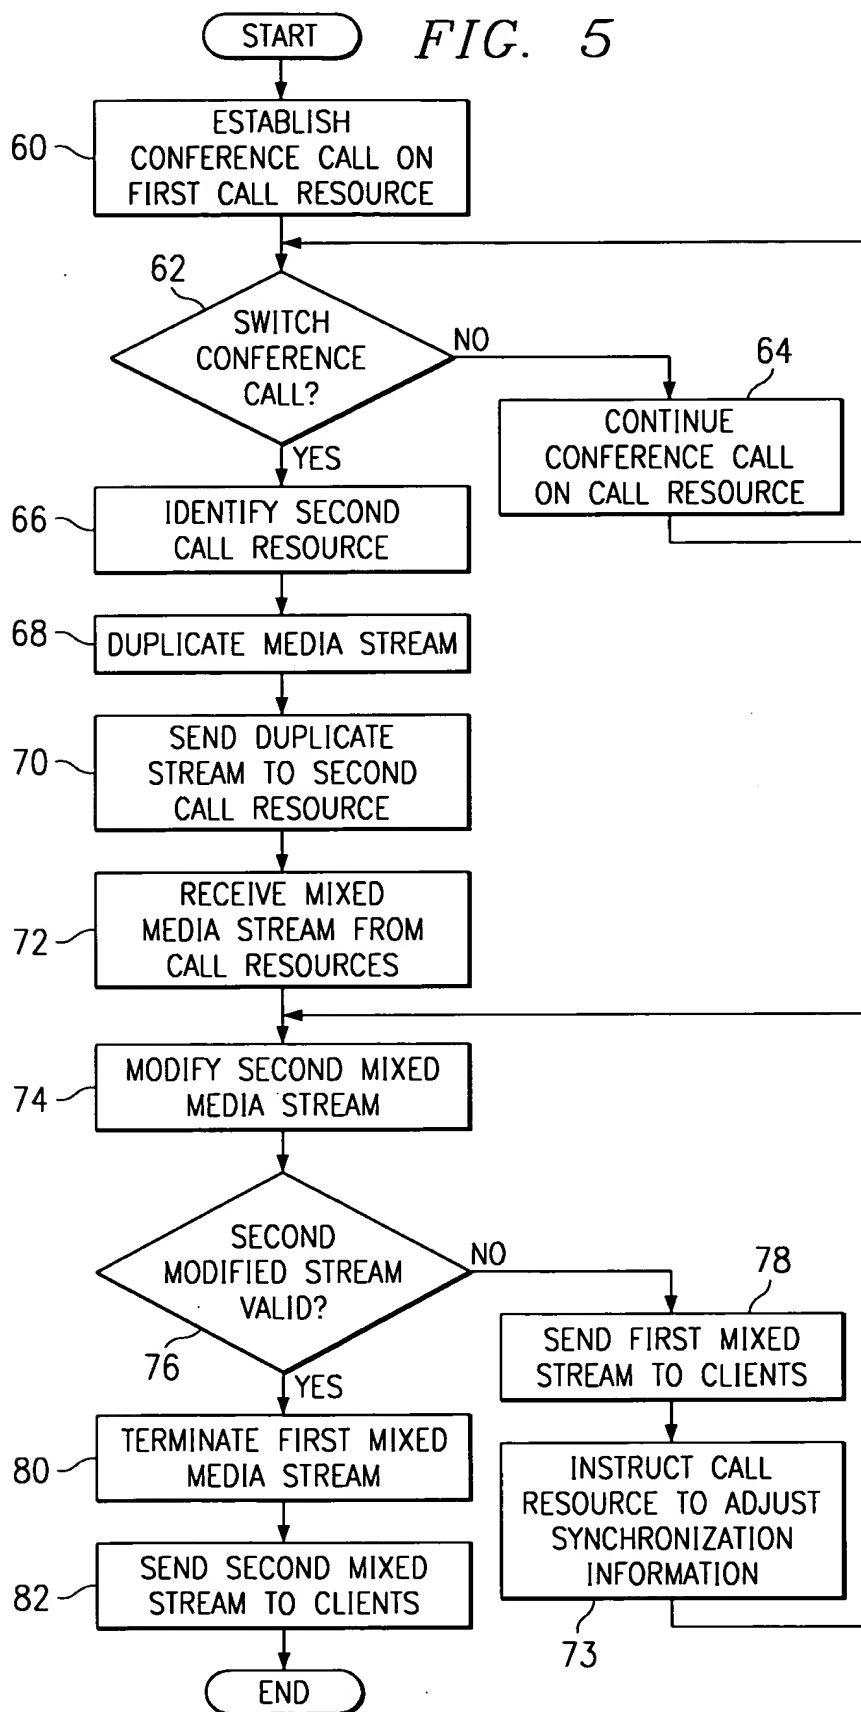 START
FIG. 5
60
ESTABLISH
CONFERENCE CALL ON
FIRST CALL RESOURCE
62
SWITCH
CONFERENCE
CALL?
NO
YES
64
CONTINUE
CONFERENCE CALL
ON CALL RESOURCE
66
IDENTIFY SECOND
CALL RESOURCE
68
DUPLICATE MEDIA STREAM
70
SEND DUPLICATE
STREAM TO SECOND
CALL RESOURCE
72
RECEIVE MIXED
MEDIA STREAM FROM
CALL RESOURCES
74
MODIFY SECOND MIXED
MEDIA STREAM
SECOND
MODIFIED STREAM
VALID?
76
NO
YES
78
SEND FIRST MIXED
STREAM TO CLIENTS
INSTRUCT CALL
RESOURCE TO ADJUST
SYNCHRONIZATION
INFORMATION
73
80
TERMINATE FIRST MIXED
MEDIA STREAM
82
SEND SECOND MIXED
STREAM TO CLIENTS
END